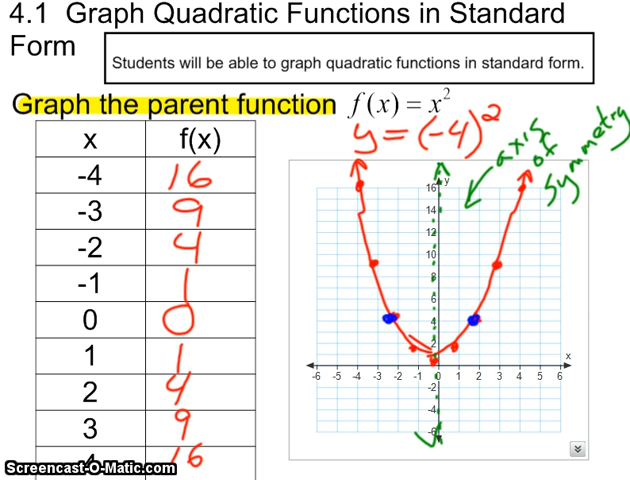 4.1 Graph Quadratic Functions in Standard
Form
Students will be able to graph quadratic functions in standard form.
Graph the parent function f(x) = x²
y = (-4)²
axis
of
symmetry
x f(x)
-4 16
-3 9
-2 4
-1 1
0 0
1 1
2 4
3 9
4 16
y
16
14
12
10
8
6
4
2
x
-6 -5 -4 -3 -2 -1 0 1 2 3 4 5 6
-2
-4
-6
Screencast-O-Matic.com